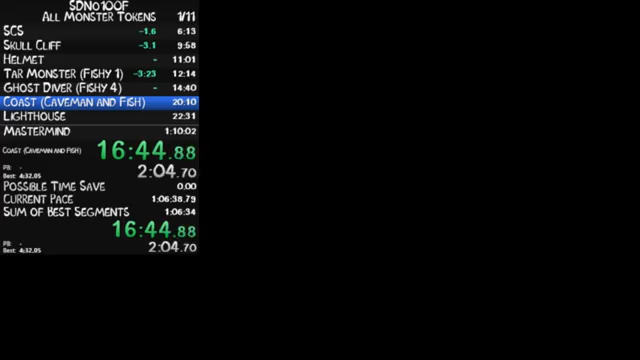 SDNo100F
All Monster Tokens 1/11
SCS -1.6 6:13
Skull Cliff -3.1 9:58
Helmet - 11:01
Tar Monster (Fishy 1) -3:23 12:14
Ghost Diver (Fishy 4) - 14:40
Coast (Caveman and Fish) 20:10
Lighthouse 22:31
Mastermind 1:10:02
Coast (Caveman and Fish) 16:44.88
PB: -
Best: 4:32.05 2:04.70
Possible Time Save 0.00
Current Pace 1:06:38.79
Sum of Best Segments 1:06:34
16:44.88
PB: -
Best: 4:32.05 2:04.70